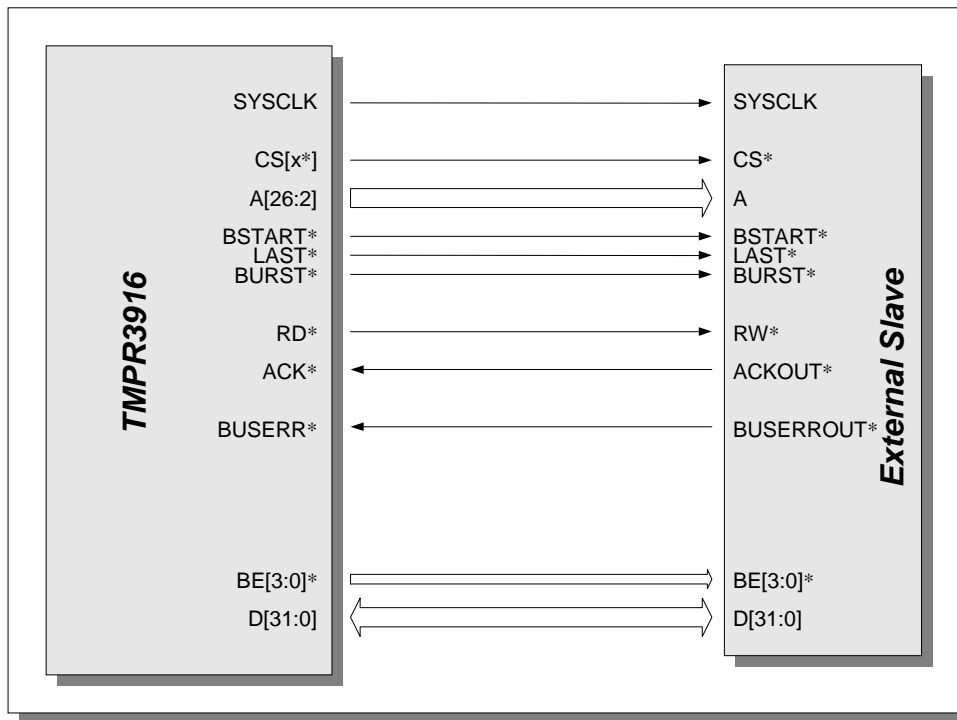 TMPR3916
SYSCLK
CS[x*]
A[26:2]
BSTART*
LAST*
BURST*
RD*
ACK*
BUSERR*
BE[3:0]*
D[31:0]
SYSCLK
CS*
A
BSTART*
LAST*
BURST*
RW*
ACKOUT*
BUSERROUT*
BE[3:0]*
D[31:0]
External Slave